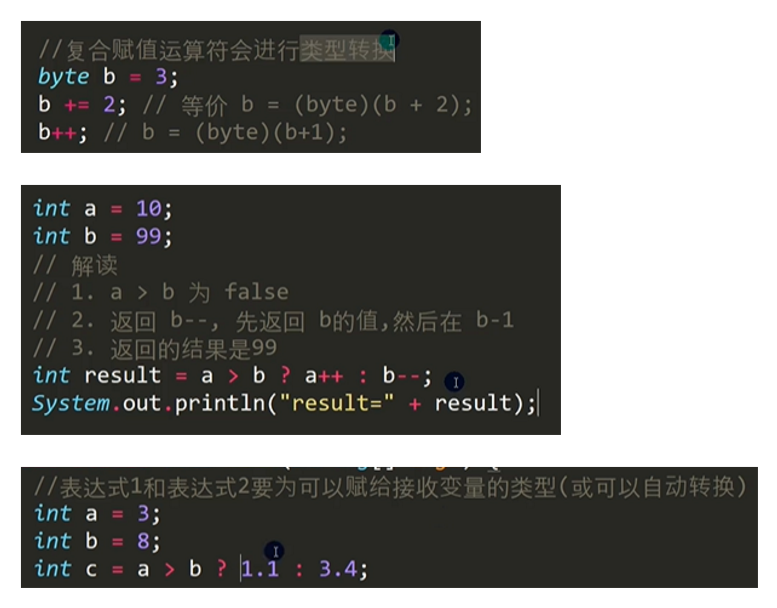 //复合赋值运算符会进行类型转换
byte b = 3;
b += 2; // 等价 b = (byte)(b + 2);
b++; // b = (byte)(b+1);
int a = 10;
int b = 99;
// 解读
// 1. a > b 为 false
// 2. 返回 b--, 先返回 b的值,然后在 b-1
// 3. 返回的结果是99
int result = a > b ? a++ : b--;
System.out.println("result=" + result);
//表达式1和表达式2要为可以赋给接收变量的类型(或可以自动转换)
int a = 3;
int b = 8;
int c = a > b ? 1.1 : 3.4;